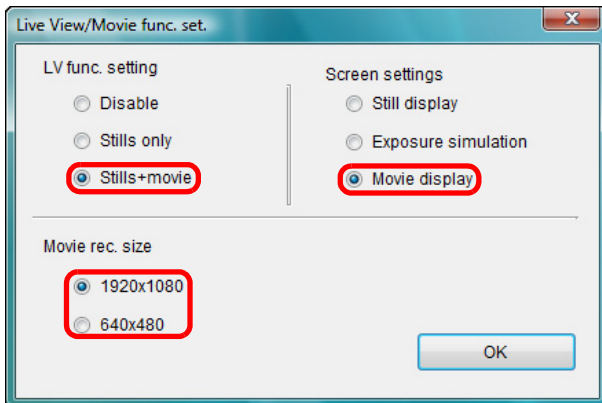 Live View/Movie func. set.
LV func. setting
Disable
Stills only
Stills+movie
Screen settings
Still display
Exposure simulation
Movie display
Movie rec. size
1920x1080
640x480
OK